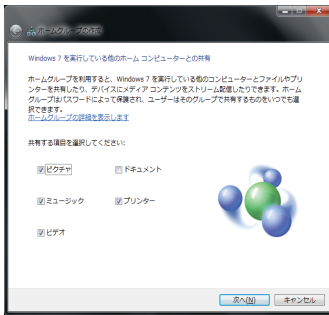 ホームグループの作成
Windows 7 を実行している他のホーム コンピューターとの共有
ホームグループを利用すると、Windows 7 を実行している他のコンピューターとファイルやプリ
ンターを共有したり、デバイスにメディア コンテンツをストリーム配信したりできます。ホーム
グループはパスワードによって保護され、ユーザーはそのグループで共有するものをいつでも選
択できます。
ホームグループの詳細を表示します
共有する項目を選択してください:
ピクチャ ドキュメント
ミュージック プリンター
ビデオ
次へ(N) キャンセル